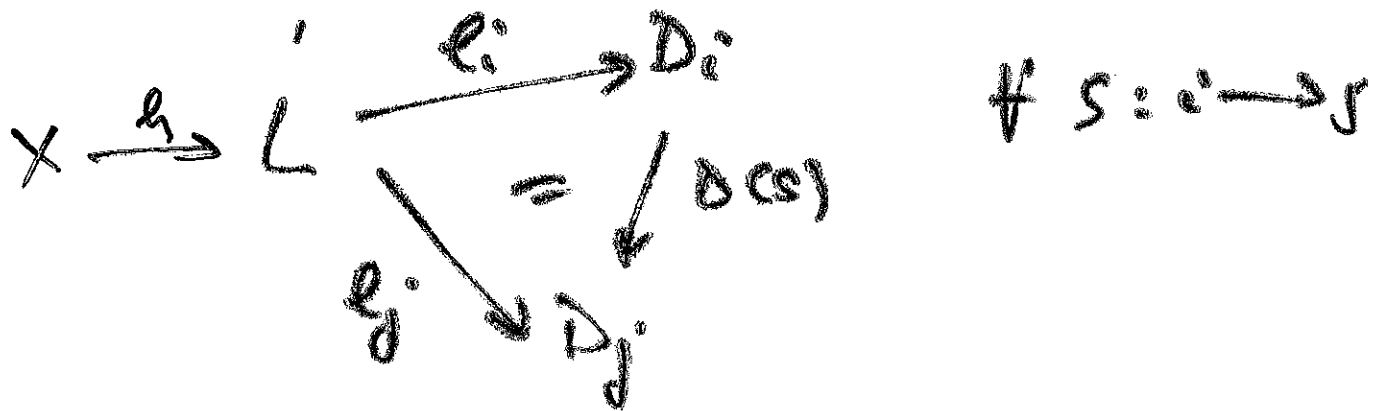 ℓi Di ∀ s : i → j
X h → L = D(s)
ℓj Dj